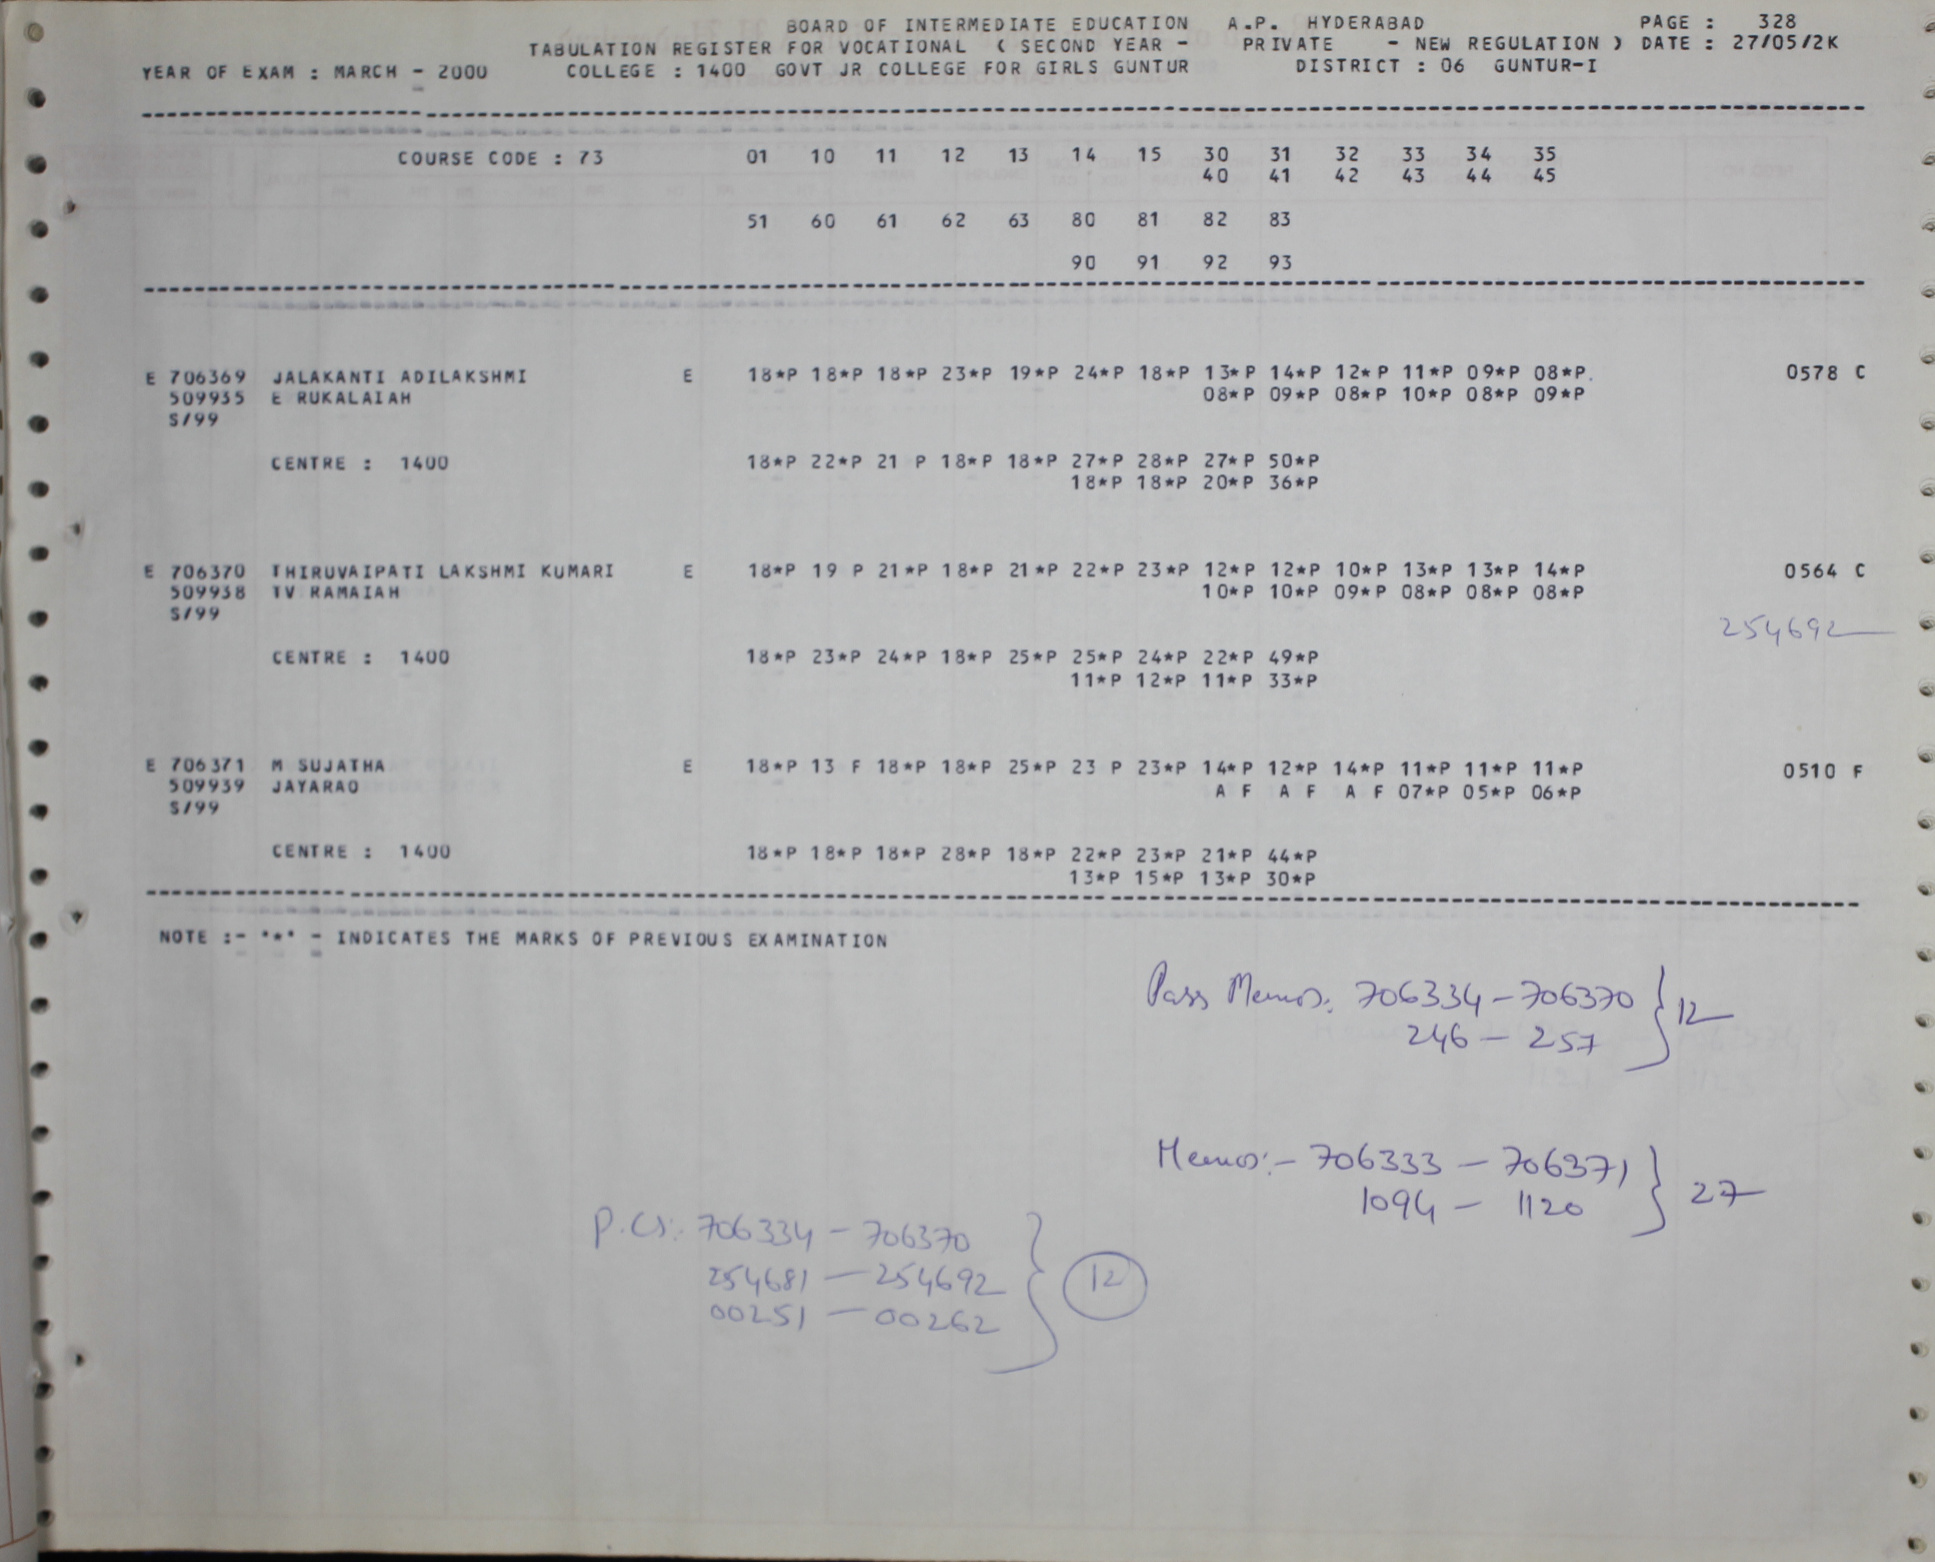 BOARD OF INTERMEDIATE EDUCATION A.P. HYDERABAD PAGE : 328
TABULATION REGISTER FOR VOCATIONAL ( SECOND YEAR - PRIVATE - NEW REGULATION ) DATE : 27/05/2K
YEAR OF EXAM : MARCH - 2000 COLLEGE : 1400 GOVT JR COLLEGE FOR GIRLS GUNTUR DISTRICT : 06 GUNTUR-I
COURSE CODE : 73 01 10 11 12 13 14 15 30 31 32 33 34 35
40 41 42 43 44 45
51 60 61 62 63 80 81 82 83
90 91 92 93
E 706369 JALAKANTI ADILAKSHMI E 18*P 18*P 18*P 23*P 19*P 24*P 18*P 13*P 14*P 12*P 11*P 09*P 08*P 0578 C
509935 E RUKALAIAH 08*P 09*P 08*P 10*P 08*P 09*P
S/99
CENTRE : 1400 18*P 22*P 21 P 18*P 18*P 27*P 28*P 27*P 50*P
18*P 18*P 20*P 36*P
E 706370 THIRUVAIPATI LAKSHMI KUMARI E 18*P 19 P 21*P 18*P 21*P 22*P 23*P 12*P 12*P 10*P 13*P 13*P 14*P 0564 C
509938 TV RAMAIAH 10*P 10*P 09*P 08*P 08*P 08*P
S/99
254692
CENTRE : 1400 18*P 23*P 24*P 18*P 25*P 25*P 24*P 22*P 49*P
11*P 12*P 11*P 33*P
E 706371 M SUJATHA E 18*P 13 F 18*P 18*P 25*P 23 P 23*P 14*P 12*P 14*P 11*P 11*P 11*P 0510 F
509939 JAYARAO A F A F A F 07*P 05*P 06*P
S/99
CENTRE : 1400 18*P 18*P 18*P 28*P 18*P 22*P 23*P 21*P 44*P
13*P 15*P 13*P 30*P
NOTE :- '*' - INDICATES THE MARKS OF PREVIOUS EXAMINATION
Pass Memos: 706334 - 706370 } 12
246 - 257
Memos:- 706333 - 706371 } 27
1094 - 1120
P.Cs: 706334 - 706370
254681 - 254692 } 12
00251 - 00262